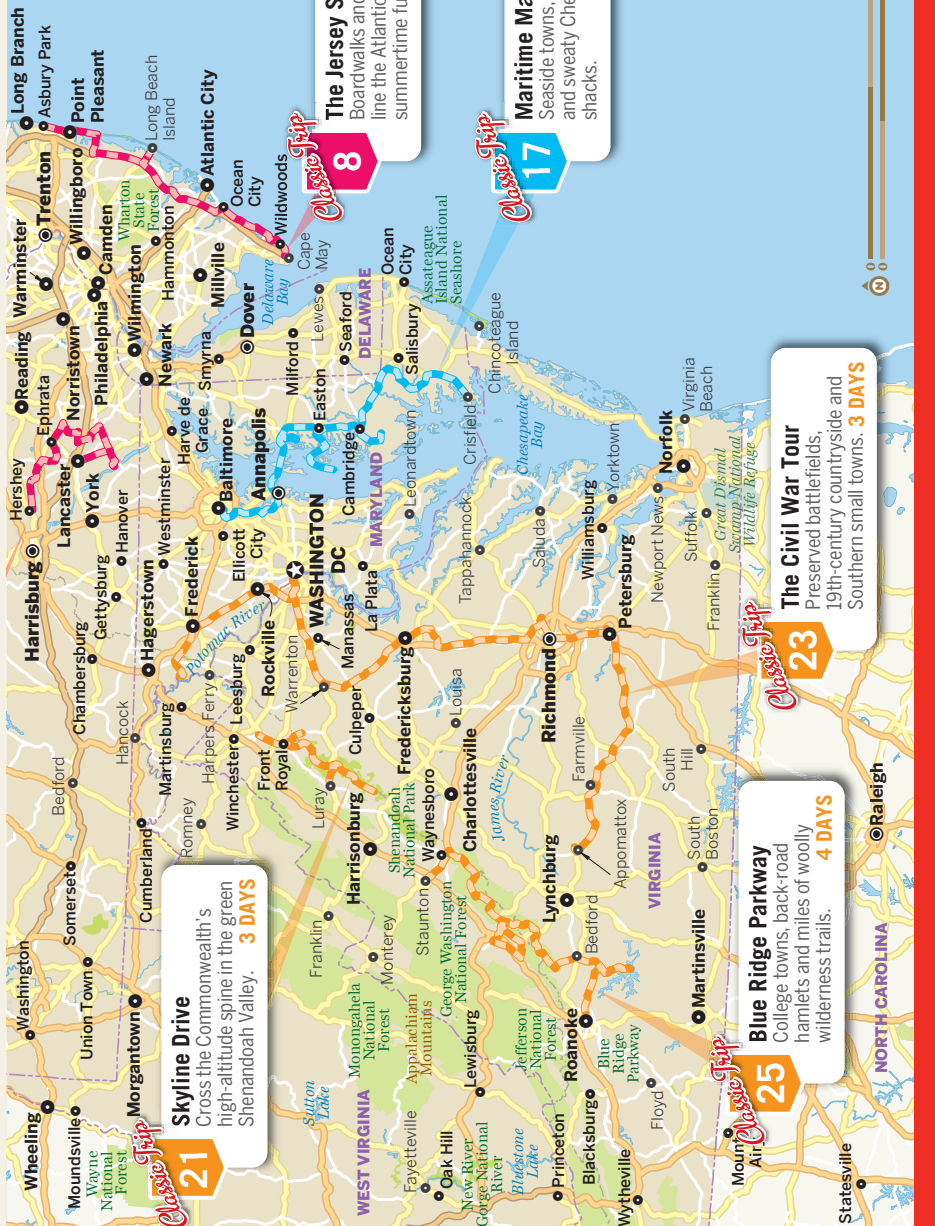 Classic Trip
21
Skyline Drive
Cross the Commonwealth's
high-altitude spine in the green
Shenandoah Valley. 3 DAYS
Classic Trip
25
Blue Ridge Parkway
College towns, back-road
hamlets and miles of woolly
wilderness trails.
4 DAYS
Classic Trip
23
The Civil War Tour
Preserved battlefields,
19th-century countryside and
Southern small towns. 3 DAYS
Classic Trip
8
The Jersey S
Boardwalks and
line the Atlantic
summertime fu
Classic Trip
17
Maritime Ma
Seaside towns,
and sweaty Che
shacks.
Wheeling
Washington
Moundsville
Wayne
National
Forest
Union Town
Morgantown
Somerset
Bedford
Cumberland
Hancock
Chambersburg
Gettysburg
Hanover
York
Harrisburg
Hershey
Lancaster
Ephrata
Reading
Norristown
Philadelphia
Warminster
Trenton
Willingboro
Camden
Wilmington
Newark
Long Branch
Asbury Park
Point
Pleasant
Long Beach
Island
Wharton
State
Forest
Hammonton
Atlantic City
Ocean
City
Millville
Wildwoods
Cape
May
Delaware
Bay
Dover
Smyrna
Milford
Lewes
Seaford
DELAWARE
Ocean
City
Salisbury
Assateague
Island National
Seashore
Chincoteague
Island
Havre de
Grace
Westminster
Baltimore
Annapolis
Easton
Cambridge
MARYLAND
Leonardtown
Crisfield
Chesapeake
Bay
Hagerstown
Frederick
Ellicott
City
Potomac River
Rockville
WASHINGTON
DC
Manassas
La Plata
Warrenton
Leesburg
Harpers Ferry
Martinsburg
Winchester
Romney
Front
Royal
Luray
Culpeper
Fredericksburg
Louisa
Tappahannock
Saluda
Williamsburg
Yorktown
Newport News
Norfolk
Virginia
Beach
Suffolk
Great Dismal
Swamp National
Wildlife Refuge
Franklin
Petersburg
Richmond
Charlottesville
James River
Farmville
Appomattox
Lynchburg
VIRGINIA
South
Hill
South
Boston
Harrisonburg
Shenandoah
National Park
Waynesboro
Staunton
George Washington
National Forest
Franklin
Monterey
Monongahela
National
Forest
Appalachian
Mountains
Sutton
Lake
WEST VIRGINIA
Fayetteville
Oak Hill
New River
Gorge National
River
Lewisburg
Bluestone
Lake
Princeton
Jefferson
National
Forest
Bedford
Roanoke
Blue
Ridge
Parkway
Blacksburg
Wytheville
Floyd
Martinsville
Mount
Air
Statesville
Raleigh
NORTH CAROLINA
N
0
0